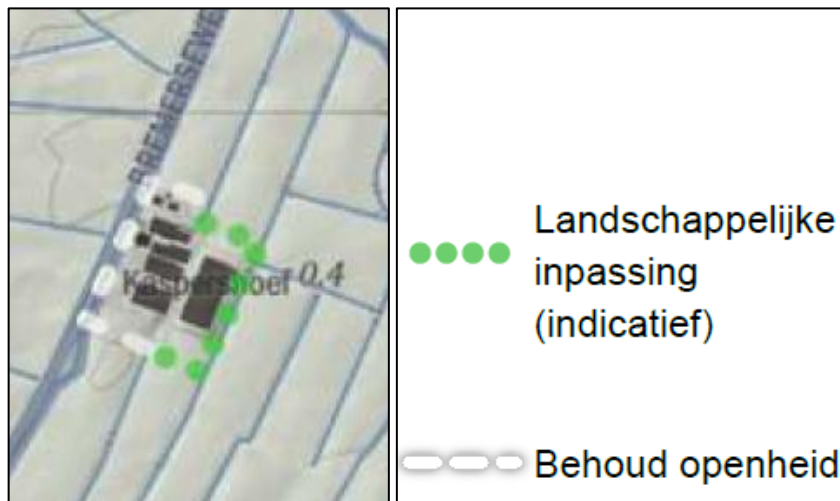 BREMERSEWE
Kaspershoef
- 0.4
Landschappelijke
inpassing
(indicatief)
Behoud openheid